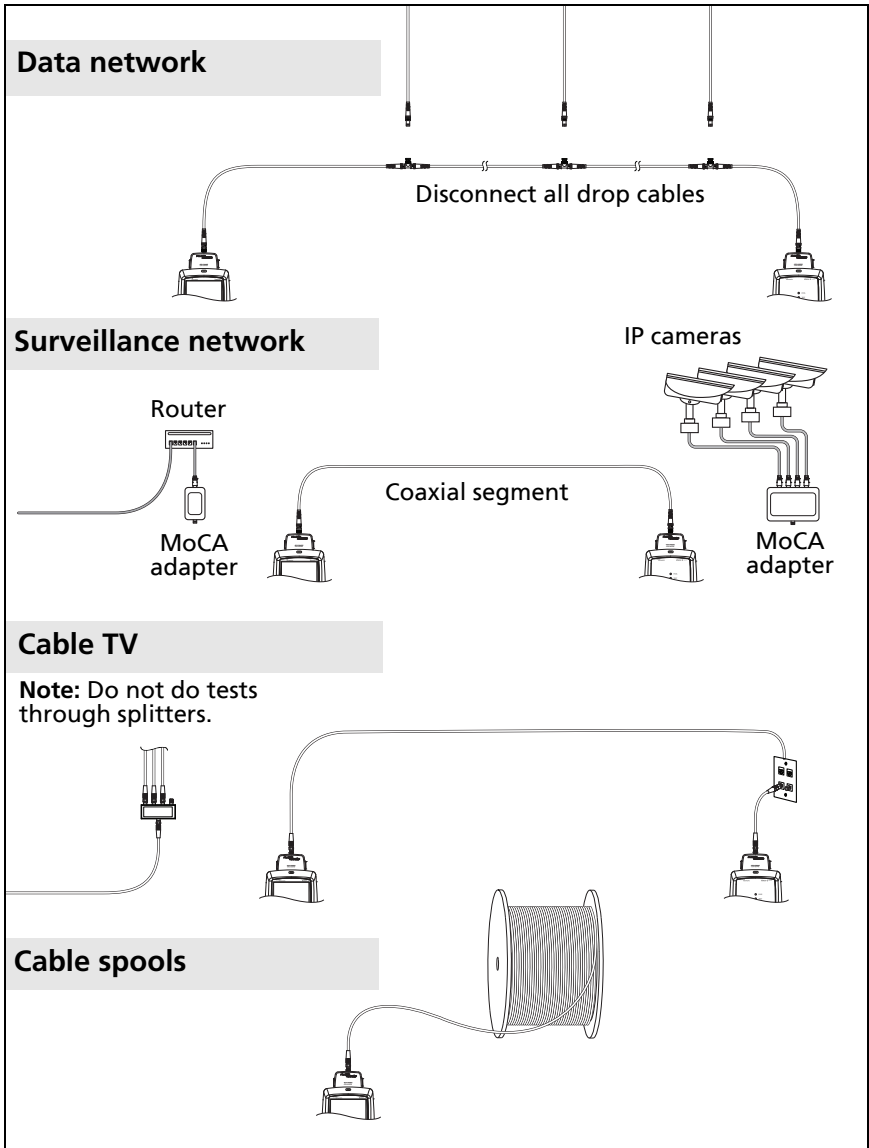 Data network
Disconnect all drop cables
Surveillance network
IP cameras
Router
Coaxial segment
MoCA
adapter
MoCA
adapter
Cable TV
Note: Do not do tests
through splitters.
Cable spools